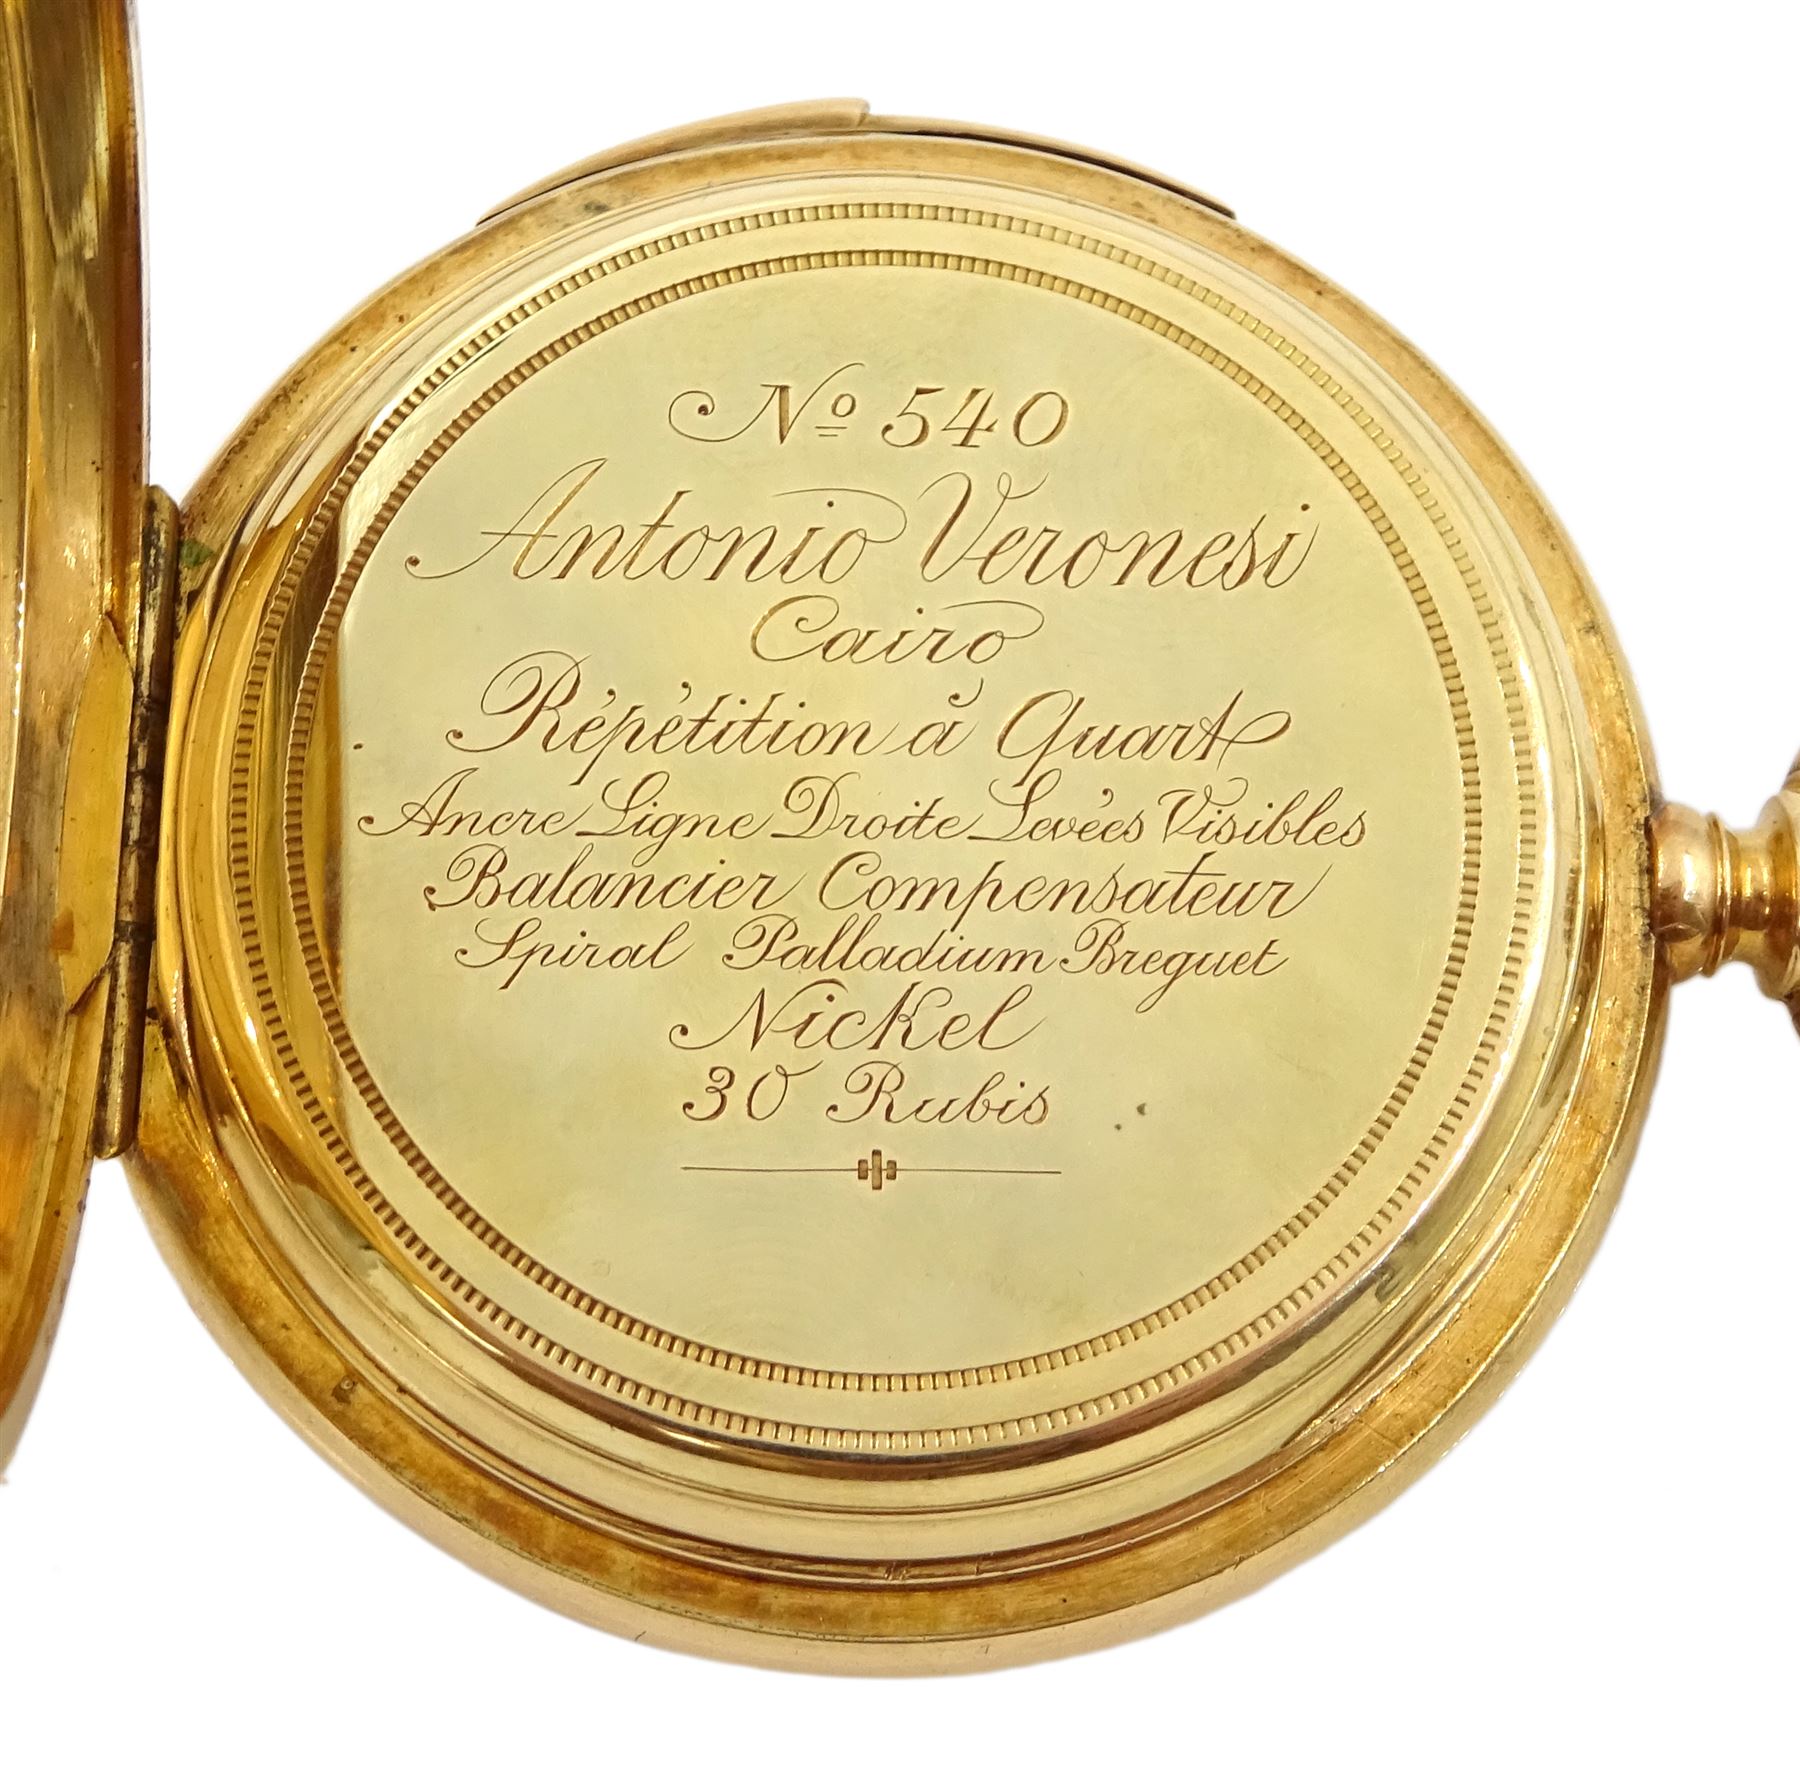 Nº 540
Antonio Veronesi
Cairo
Répétition à Quart
Ancre Ligne Droite Levées Visibles
Balancier Compensateur
Spiral Palladium Breguet
Nickel
30 Rubis